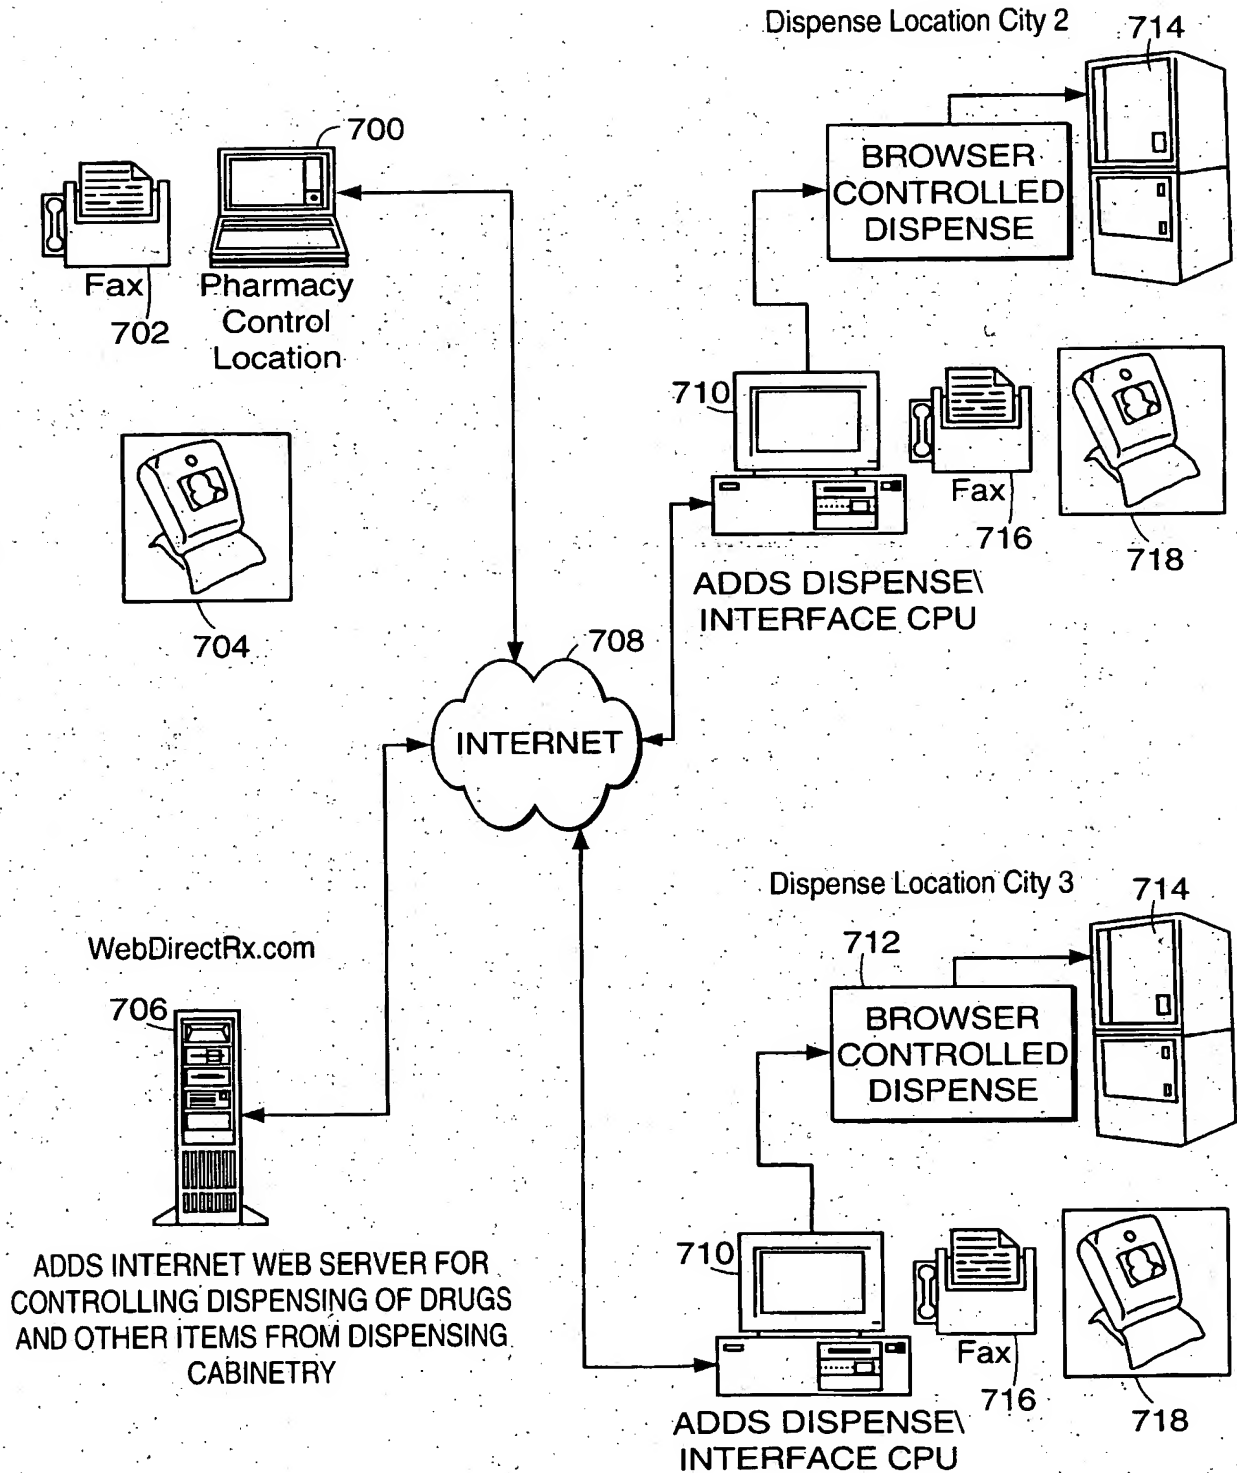 Dispense Location City 2
714
700
BROWSER
CONTROLLED
DISPENSE
Fax
702
Pharmacy
Control
Location
710
Fax
716
718
704
ADDS DISPENSE\
INTERFACE CPU
708
INTERNET
Dispense Location City 3
714
712
WebDirectRx.com
706
BROWSER
CONTROLLED
DISPENSE
ADDS INTERNET WEB SERVER FOR
CONTROLLING DISPENSING OF DRUGS
AND OTHER ITEMS FROM DISPENSING
CABINETRY
710
Fax
716
718
ADDS DISPENSE\
INTERFACE CPU